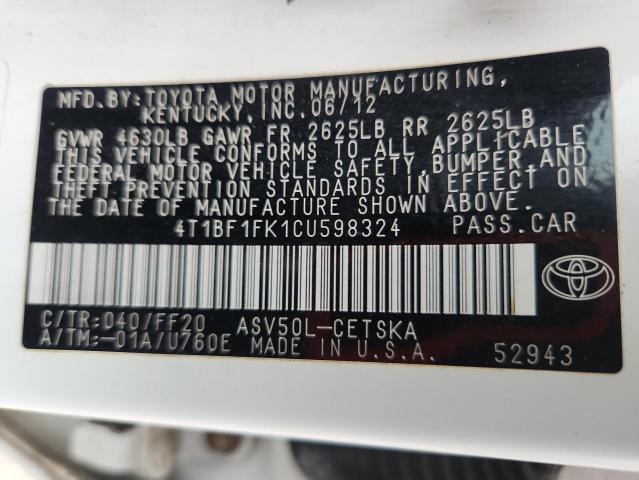 MFD. BY: TOYOTA MOTOR MANUFACTURING,
KENTUCKY, INC. 06/12
GVWR 4630LB GAWR FR 2625LB RR 2625LB
THIS VEHICLE CONFORMS TO ALL APPLICABLE
FEDERAL MOTOR VEHICLE SAFETY, BUMPER, AND
THEFT PREVENTION STANDARDS IN EFFECT ON
THE DATE OF MANUFACTURE SHOWN ABOVE.
4T1BF1FK1CU598324 PASS.CAR
C/TR: 040/FF20 ASV50L-CETSKA
A/TM: -01A/U760E MADE IN U.S.A. 52943